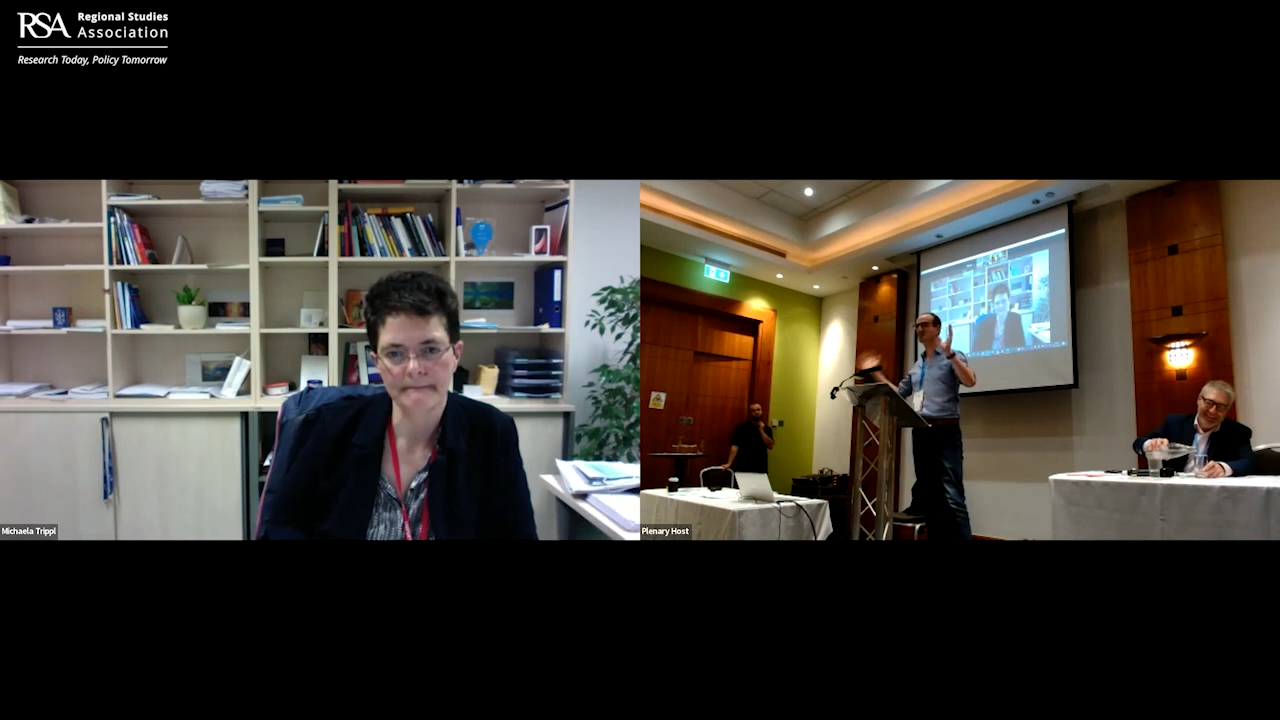 RSA
Regional Studies
Association
Research Today, Policy Tomorrow
Michaela Trippl
Plenary Host